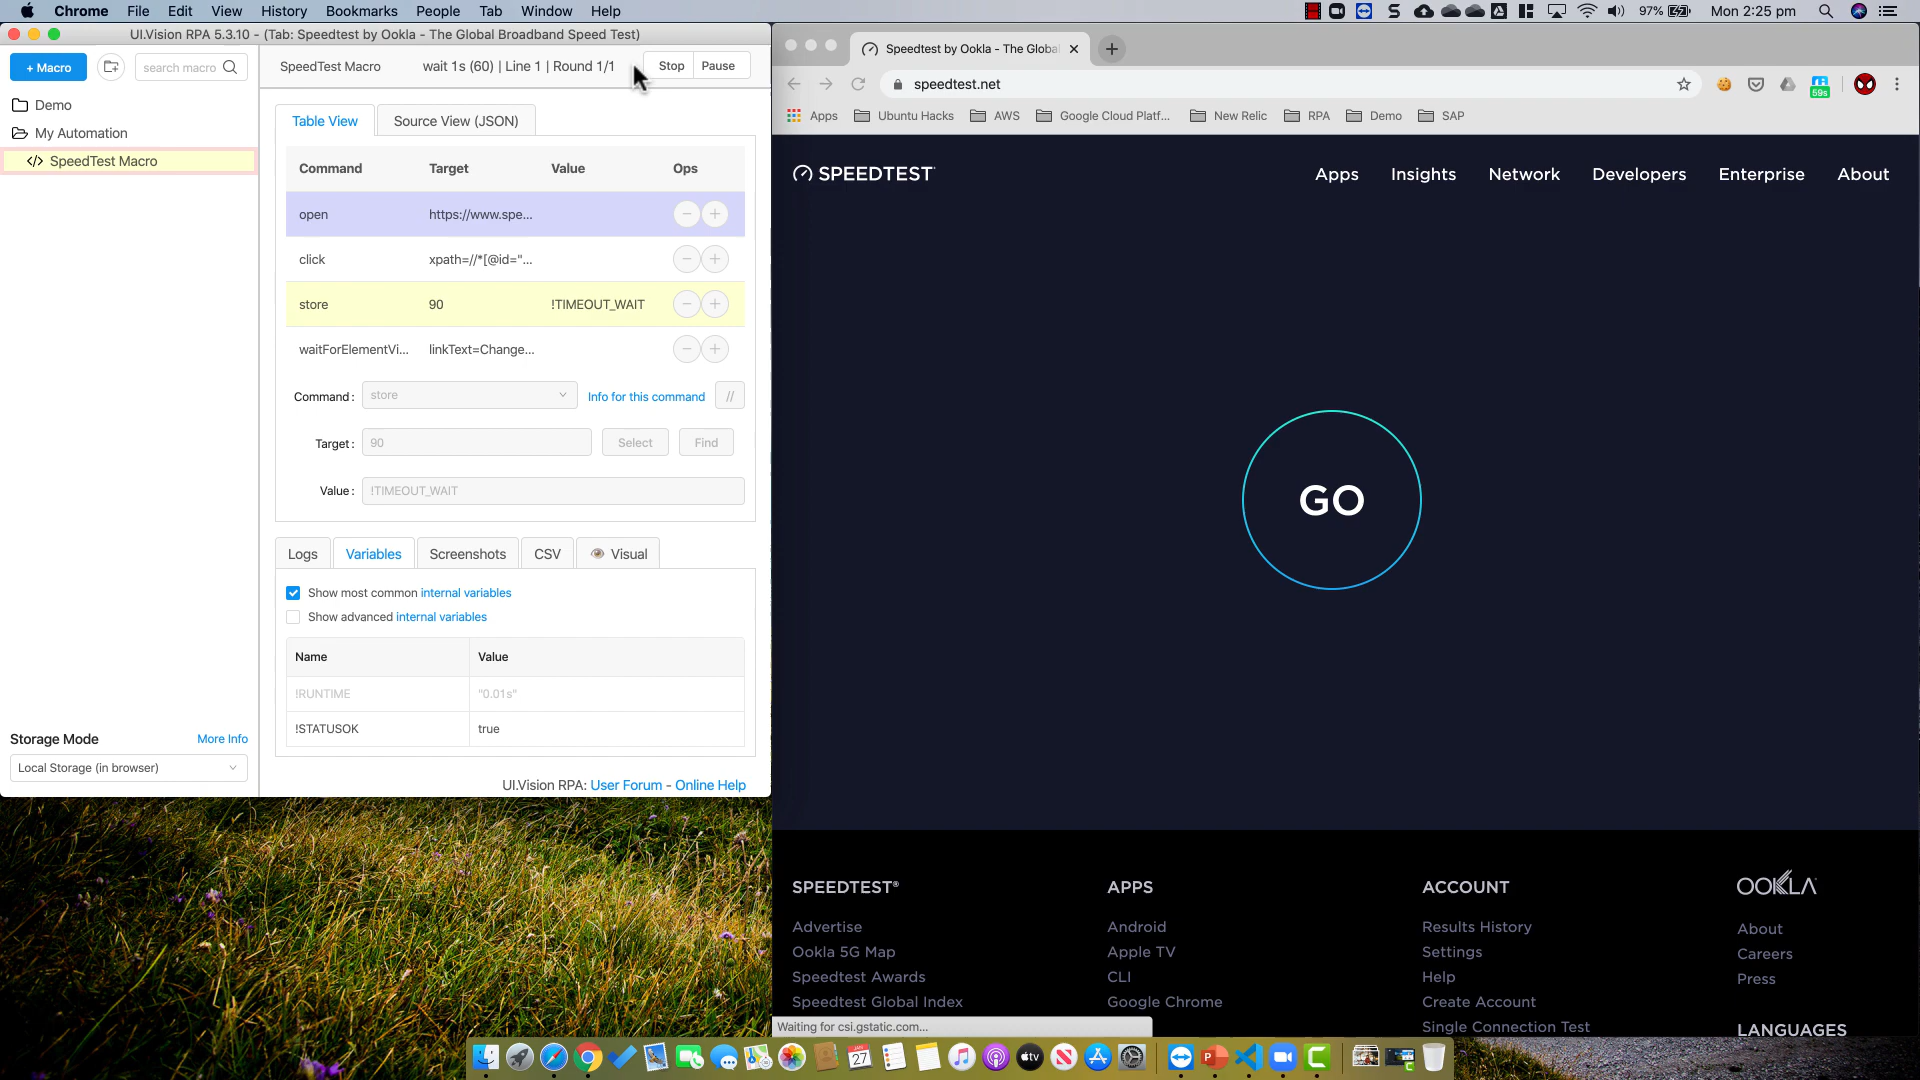 Chrome File Edit View History Bookmarks People Tab Window Help
97% Mon 2:25 pm
UI.Vision RPA 5.3.10 - (Tab: Speedtest by Ookla - The Global Broadband Speed Test)
+ Macro
search macro
Demo
My Automation
</> SpeedTest Macro
Storage Mode More Info
Local Storage (in browser)
SpeedTest Macro wait 1s (60) | Line 1 | Round 1/1 Stop Pause
Table View Source View (JSON)
Command Target Value Ops
open https://www.spe...
click xpath=//*[@id="...
store 90 !TIMEOUT_WAIT
waitForElementVi... linkText=Change...
Command: store Info for this command //
Target: 90 Select Find
Value: !TIMEOUT_WAIT
Logs Variables Screenshots CSV Visual
Show most common internal variables
Show advanced internal variables
Name Value
!RUNTIME "0.01s"
!STATUSOK true
UI.Vision RPA: User Forum - Online Help
Speedtest by Ookla - The Globa
speedtest.net
59s
Apps Ubuntu Hacks AWS Google Cloud Platf... New Relic RPA Demo SAP
SPEEDTEST
Apps Insights Network Developers Enterprise About
GO
SPEEDTEST®
Advertise
Ookla 5G Map
Speedtest Awards
Speedtest Global Index
APPS
Android
Apple TV
CLI
Google Chrome
ACCOUNT
Results History
Settings
Help
Create Account
Single Connection Test
OOKLA
About
Careers
Press
LANGUAGES
Waiting for csi.gstatic.com...
27
tv